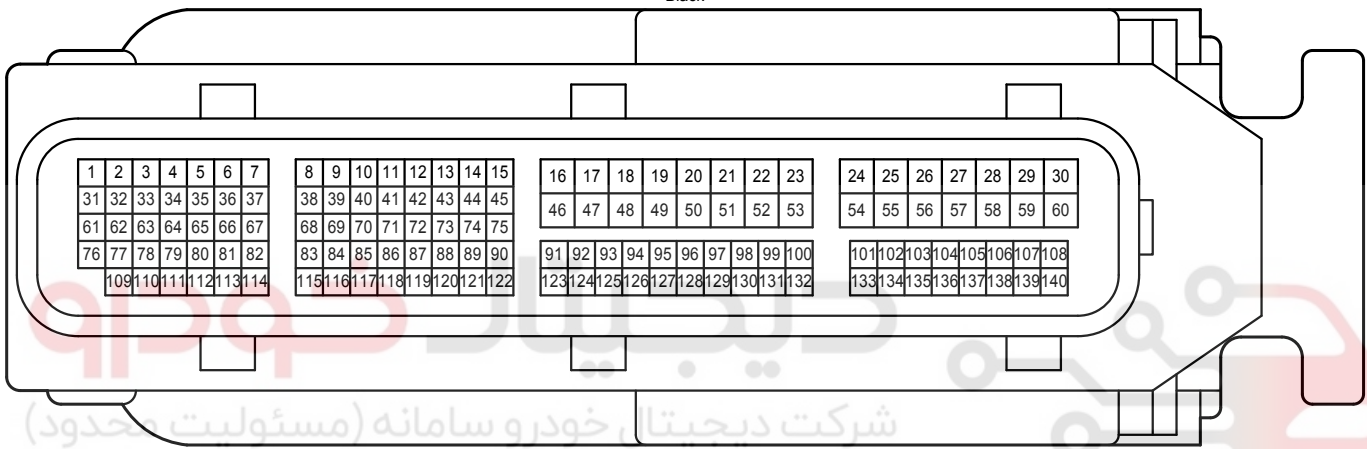 Black
1 2 3 4 5 6 7 8 9 10 11 12 13 14 15 16 17 18 19 20 21 22 23 24 25 26 27 28 29 30
31 32 33 34 35 36 37 38 39 40 41 42 43 44 45 46 47 48 49 50 51 52 53 54 55 56 57 58 59 60
61 62 63 64 65 66 67 68 69 70 71 72 73 74 75
76 77 78 79 80 81 82 83 84 85 86 87 88 89 90 91 92 93 94 95 96 97 98 99 100 101 102 103 104 105 106 107 108
109 110 111 112 113 114 115 116 117 118 119 120 121 122 123 124 125 126 127 128 129 130 131 132 133 134 135 136 137 138 139 140
دیجیتال خودرو
شرکت دیجیتال خودرو سامانه (مسئولیت محدود)